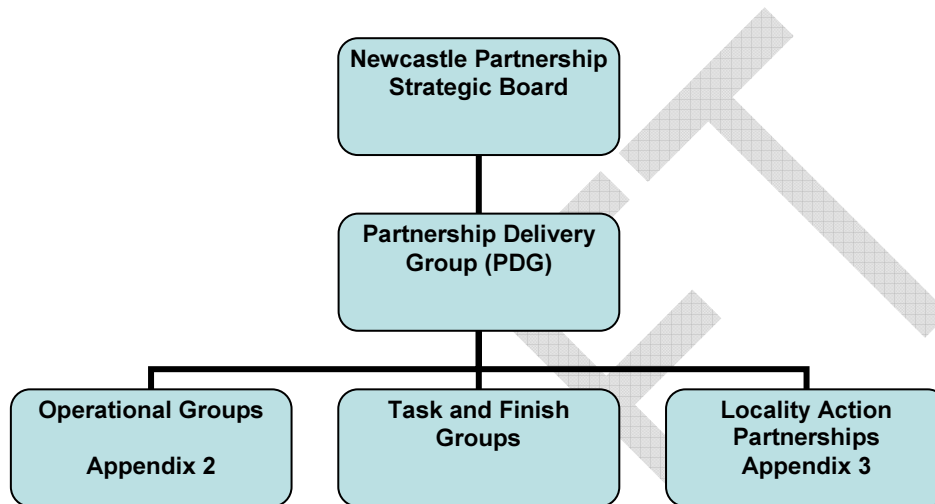 Newcastle Partnership
Strategic Board
Partnership Delivery
Group (PDG)
Operational Groups
Appendix 2
Task and Finish
Groups
Locality Action
Partnerships
Appendix 3